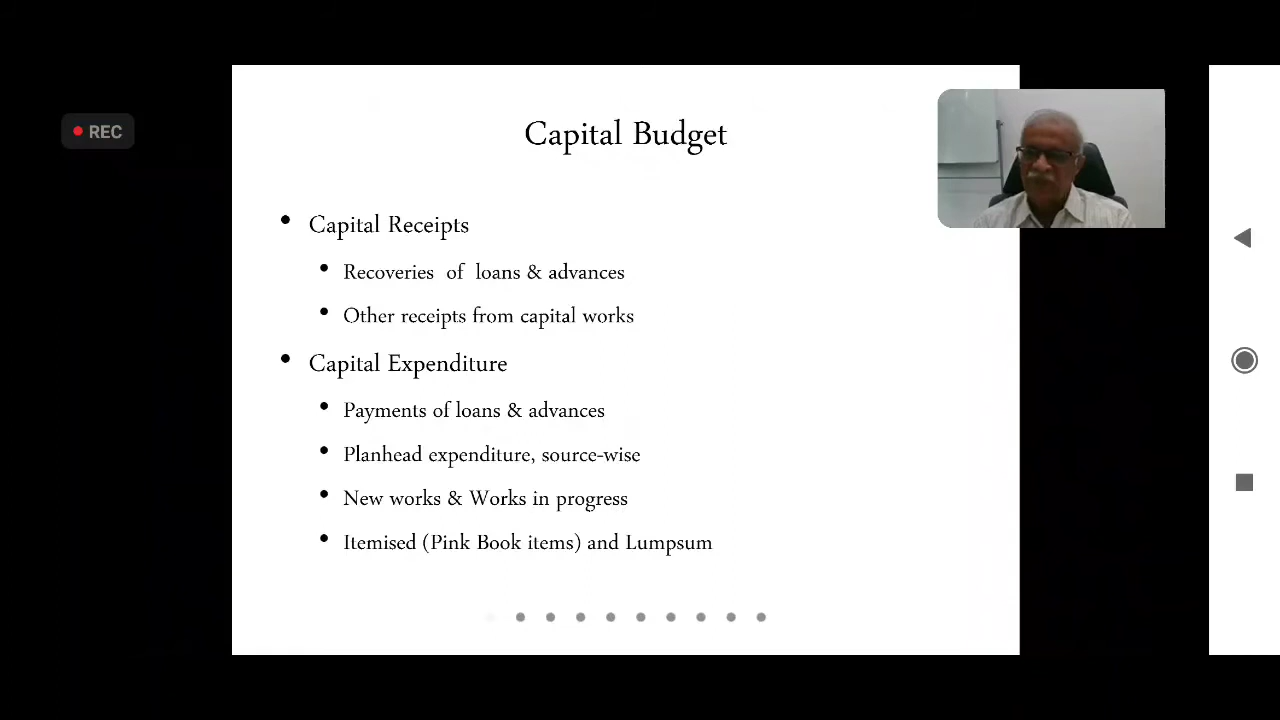 REC
Capital Budget
• Capital Receipts
• Recoveries of loans & advances
• Other receipts from capital works
• Capital Expenditure
• Payments of loans & advances
• Planhead expenditure, source-wise
• New works & Works in progress
• Itemised (Pink Book items) and Lumpsum